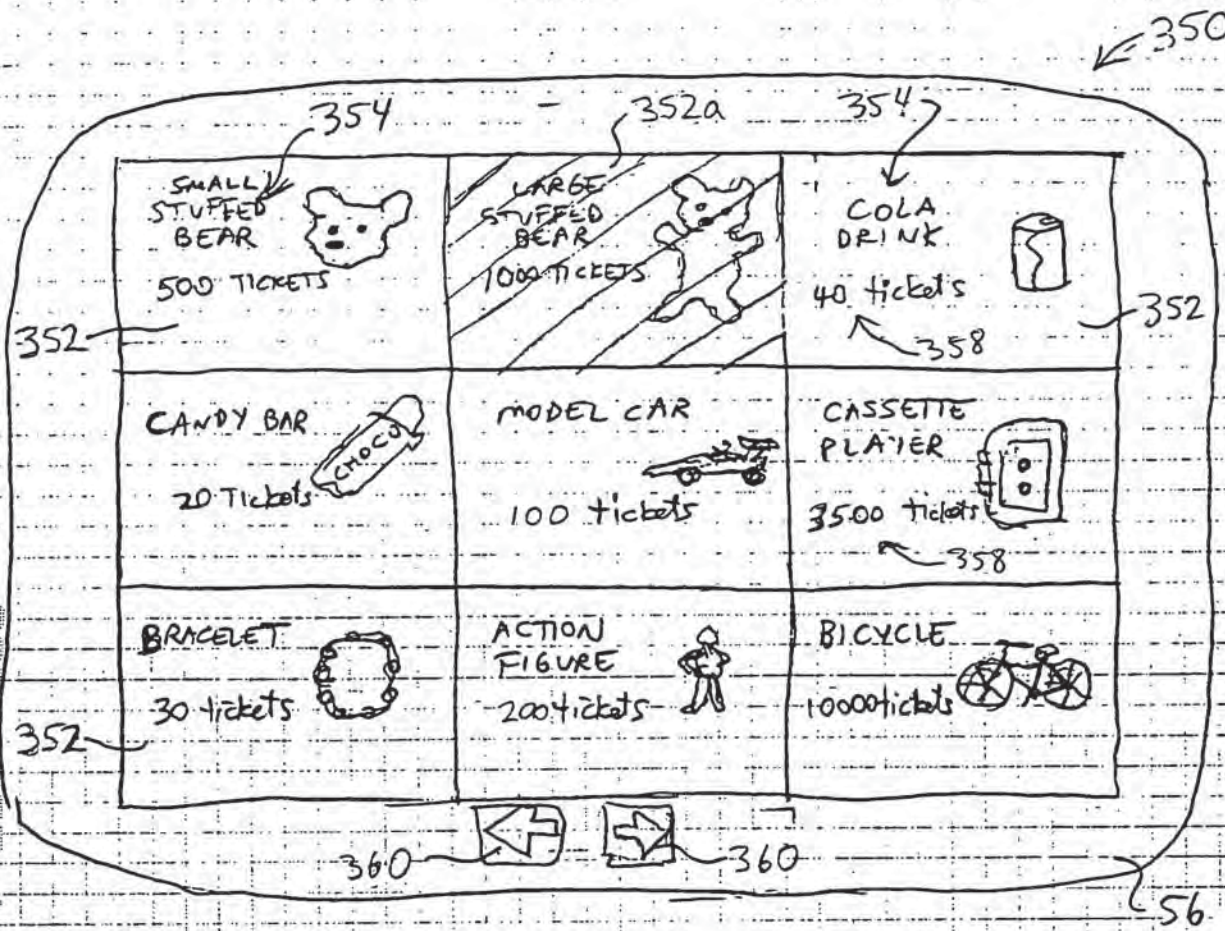 350
354
352a
354
SMALL
STUFFED
BEAR
500 TICKETS
LARGE
STUFFED
BEAR
1000 TICKETS
COLA
DRINK
40 tickets
352
358
352
CANDY BAR
CHOCO
20 Tickets
MODEL CAR
100 tickets
CASSETTE
PLAYER
3500 tickets
358
BRACELET
30 tickets
352
ACTION
FIGURE
200 tickets
BICYCLE
10000 tickets
360
360
56